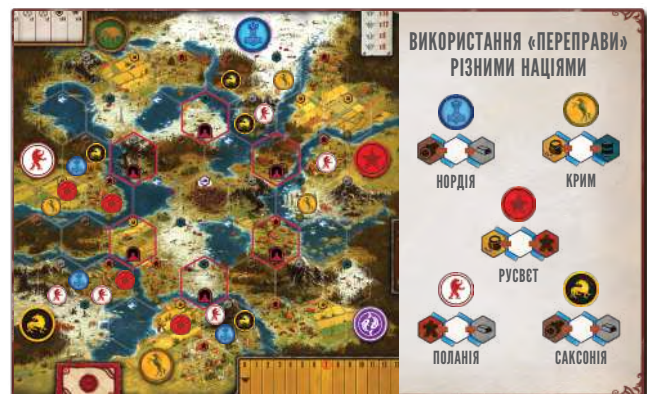 ВИКОРИСТАННЯ «ПЕРЕПРАВИ»
РІЗНИМИ НАЦІЯМИ
НОРДІЯ
КРИМ
РУСВЄТ
ПОЛАНІЯ
САКСОНІЯ